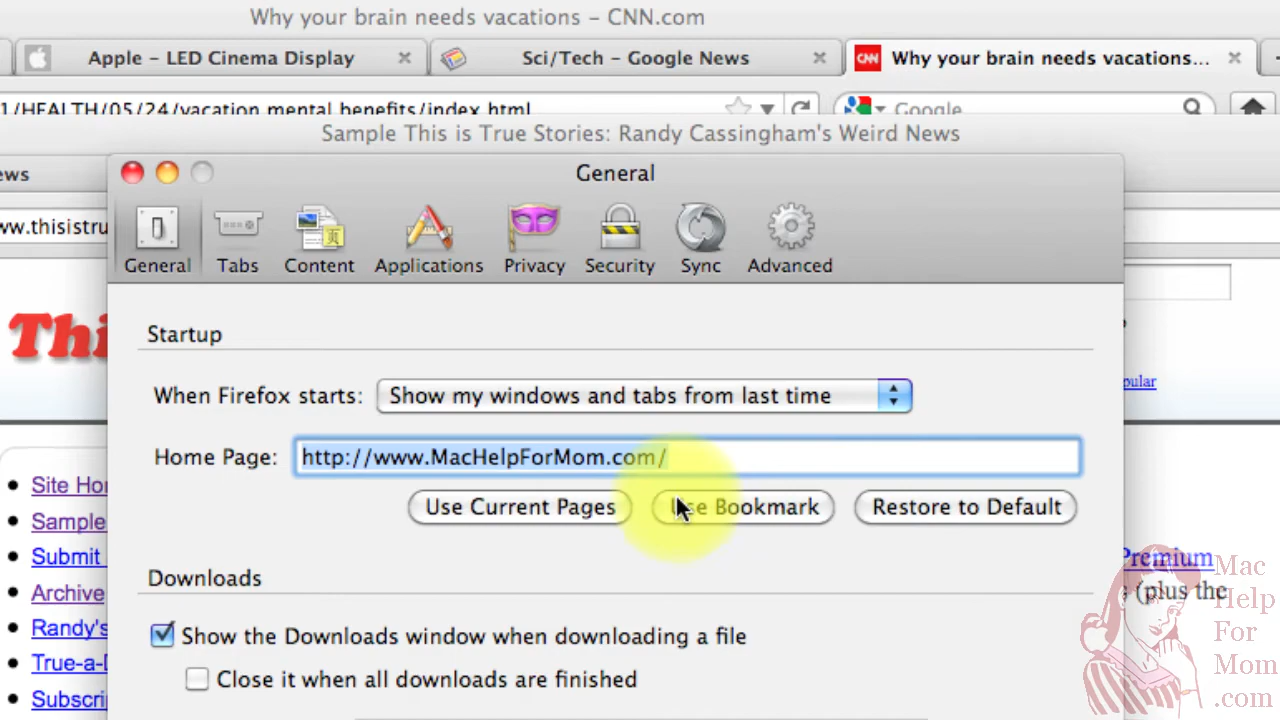 Why your brain needs vacations – CNN.com
Apple – LED Cinema Display
Sci/Tech – Google News
CNN Why your brain needs vacations...
1/HEALTH/05/24/vacation.mental.benefits/index.html
Google
Sample This is True Stories: Randy Cassingham's Weird News
ews
General
ww.thisistru
General Tabs Content Applications Privacy Security Sync Advanced
Thi
Startup
pular
When Firefox starts: Show my windows and tabs from last time
Home Page: http://www.MacHelpForMom.com/
Site Ho
Use Current Pages Use Bookmark Restore to Default
Sample
Submit
Premium
Downloads
Archive
(plus the
Randy's
Show the Downloads window when downloading a file
True-a-D
Close it when all downloads are finished
Subscri
Mac
Help
For
Mom
.com